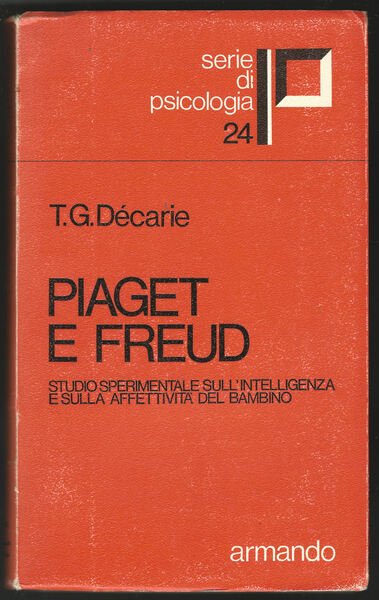 serie
di
psicologia
24
T.G.Décarie
PIAGET
E FREUD
STUDIO SPERIMENTALE SULL'INTELLIGENZA
E SULLA AFFETTIVITÀ DEL BAMBINO
armando